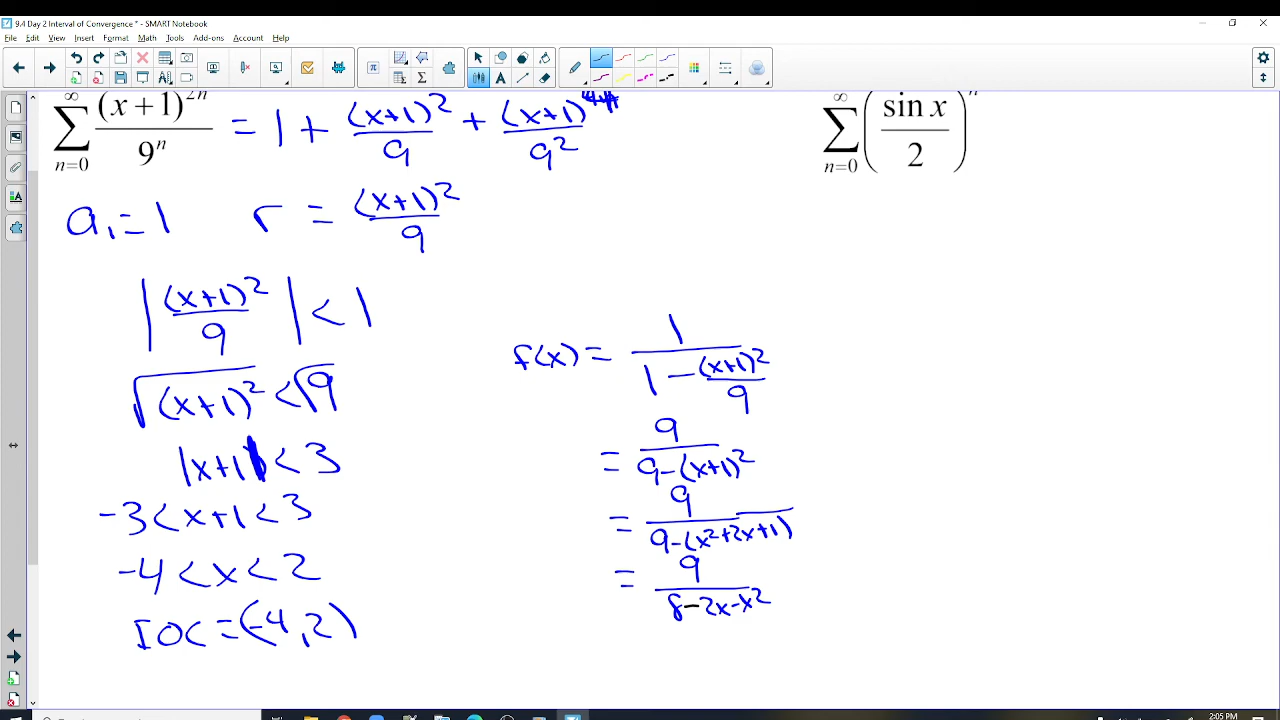 9.4 Day 2 Interval of Convergence * - SMART Notebook
File Edit View Insert Format Math Tools Add-ons Account Help
∑_{n=0}^{∞} (x+1)^{2n}/9^n = 1 + (x+1)^2/9 + (x+1)/9^2
∑_{n=0}^{∞} (sin x/2)^n
a_1 = 1 r = (x+1)^2/9
|(x+1)^2/9| < 1
√(x+1)^2 < √9
|x+1| < 3
-3 < x+1 < 3
-4 < x < 2
IOC = (-4, 2)
f(x) = 1/(1 - (x+1)^2/9)
= 9/(9-(x+1)^2)
= 9/(9-(x^2+2x+1))
= 9/(8-2x-x^2)
2:05 PM